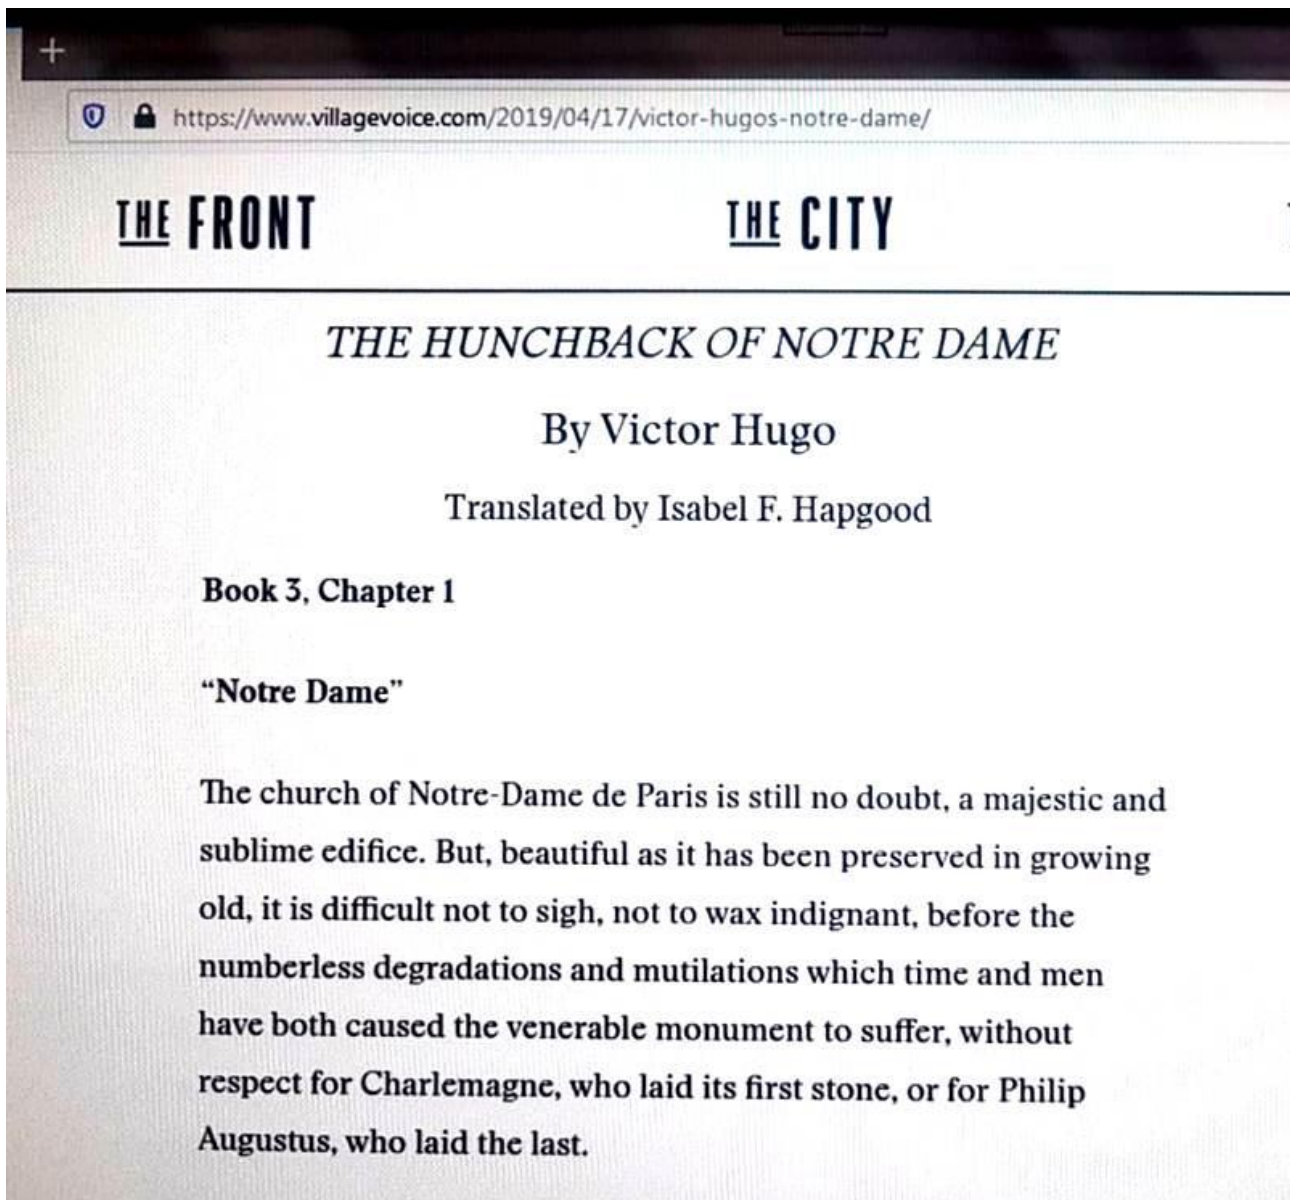 +
https://www.villagevoice.com/2019/04/17/victor-hugos-notre-dame/
THE FRONT THE CITY
THE HUNCHBACK OF NOTRE DAME
By Victor Hugo
Translated by Isabel F. Hapgood
Book 3, Chapter 1
“Notre Dame”
The church of Notre-Dame de Paris is still no doubt, a majestic and
sublime edifice. But, beautiful as it has been preserved in growing
old, it is difficult not to sigh, not to wax indignant, before the
numberless degradations and mutilations which time and men
have both caused the venerable monument to suffer, without
respect for Charlemagne, who laid its first stone, or for Philip
Augustus, who laid the last.